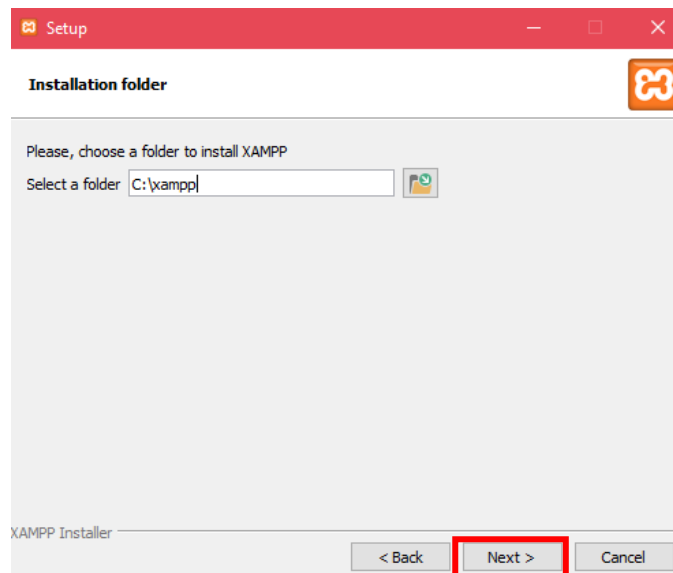 Setup
Installation folder
Please, choose a folder to install XAMPP
Select a folder C:\xampp
XAMPP Installer
< Back Next > Cancel